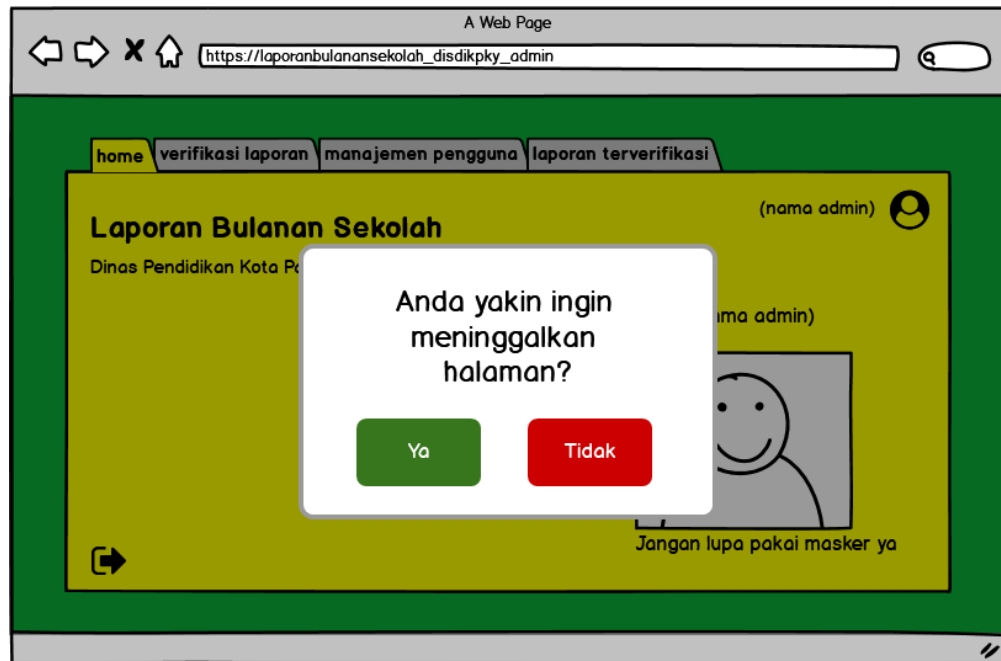 A Web Page
https://laporanbulanansekolah_disdikpky_admin
home verifikasi laporan manajemen pengguna laporan terverifikasi
(nama admin)
Laporan Bulanan Sekolah
Dinas Pendidikan Kota
admin)
Anda yakin ingin
meninggalkan
halaman?
Ya Tidak
Jangan lupa pakai masker ya